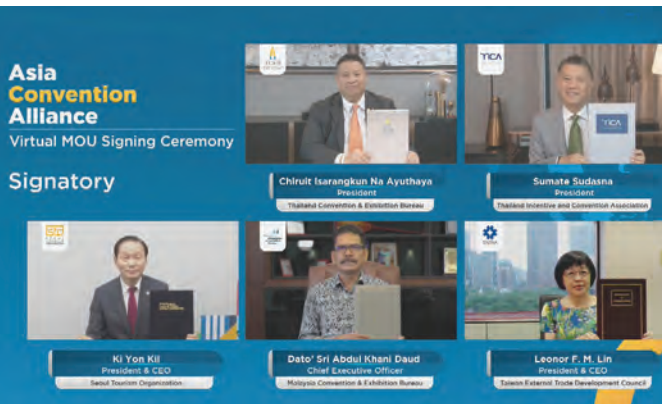 Asia
Convention
Alliance
Virtual MOU Signing Ceremony
Signatory
TICA
TICA
Chiruit Isarangkun Na Ayuthaya
President
Thailand Convention & Exhibition Bureau
Sumate Sudasna
President
Thailand Incentive and Convention Association
Ki Yon Kil
President & CEO
Seoul Tourism Organization
Dato' Sri Abdul Khani Daud
Chief Executive Officer
Malaysia Convention & Exhibition Bureau
Leonor F. M. Lin
President & CEO
Taiwan External Trade Development Council